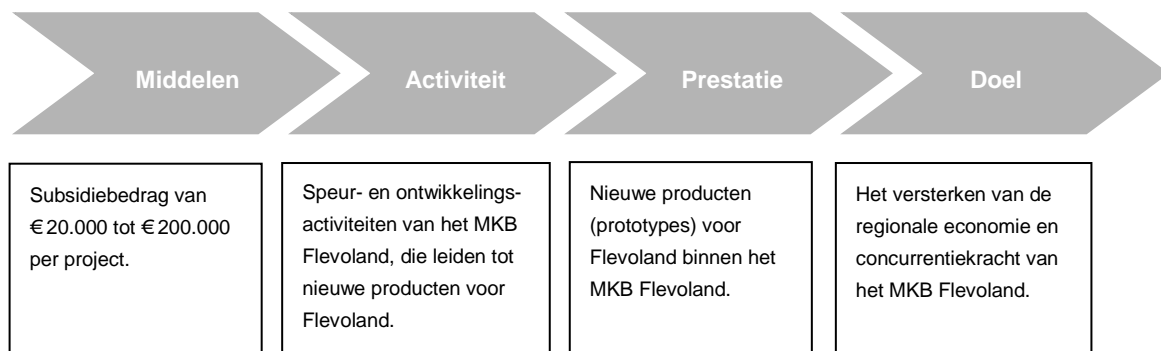 Middelen
Activiteit
Prestatie
Doel
Subsidiebedrag van
€ 20.000 tot € 200.000
per project.
Speur- en ontwikkelings-
activiteiten van het MKB
Flevoland, die leiden tot
nieuwe producten voor
Flevoland.
Nieuwe producten
(prototypes) voor
Flevoland binnen het
MKB Flevoland.
Het versterken van de
regionale economie en
concurrentiekracht van
het MKB Flevoland.